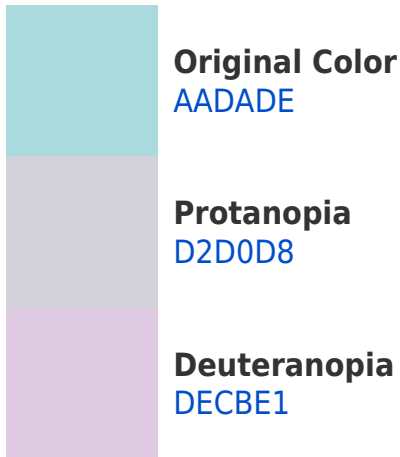 Original Color
AADADE
Protanopia
D2D0D8
Deuteranopia
DECBE1